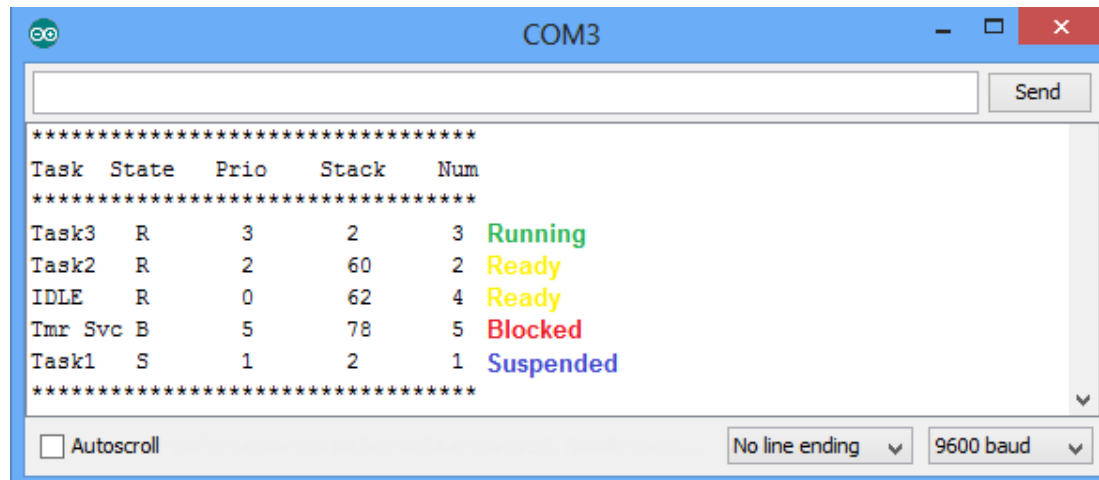 COM3
Send
**********************************
Task State Prio Stack Num
**********************************
Task3 R 3 2 3 Running
Task2 R 2 60 2 Ready
IDLE R 0 62 4 Ready
Tmr Svc B 5 78 5 Blocked
Task1 S 1 2 1 Suspended
**********************************
Autoscroll No line ending 9600 baud